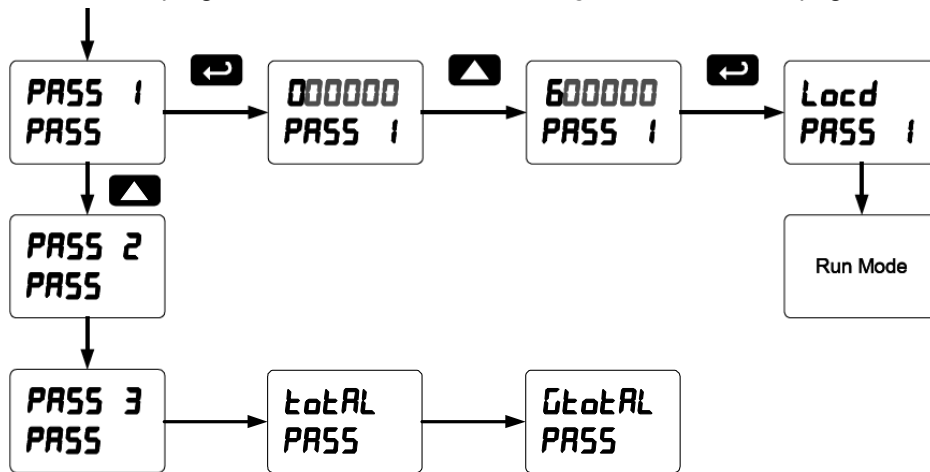 PASS 1
PASS
000000
PASS 1
600000
PASS 1
Locd
PASS 1
PASS 2
PASS
Run Mode
PASS 3
PASS
totAL
PASS
GtotAL
PASS